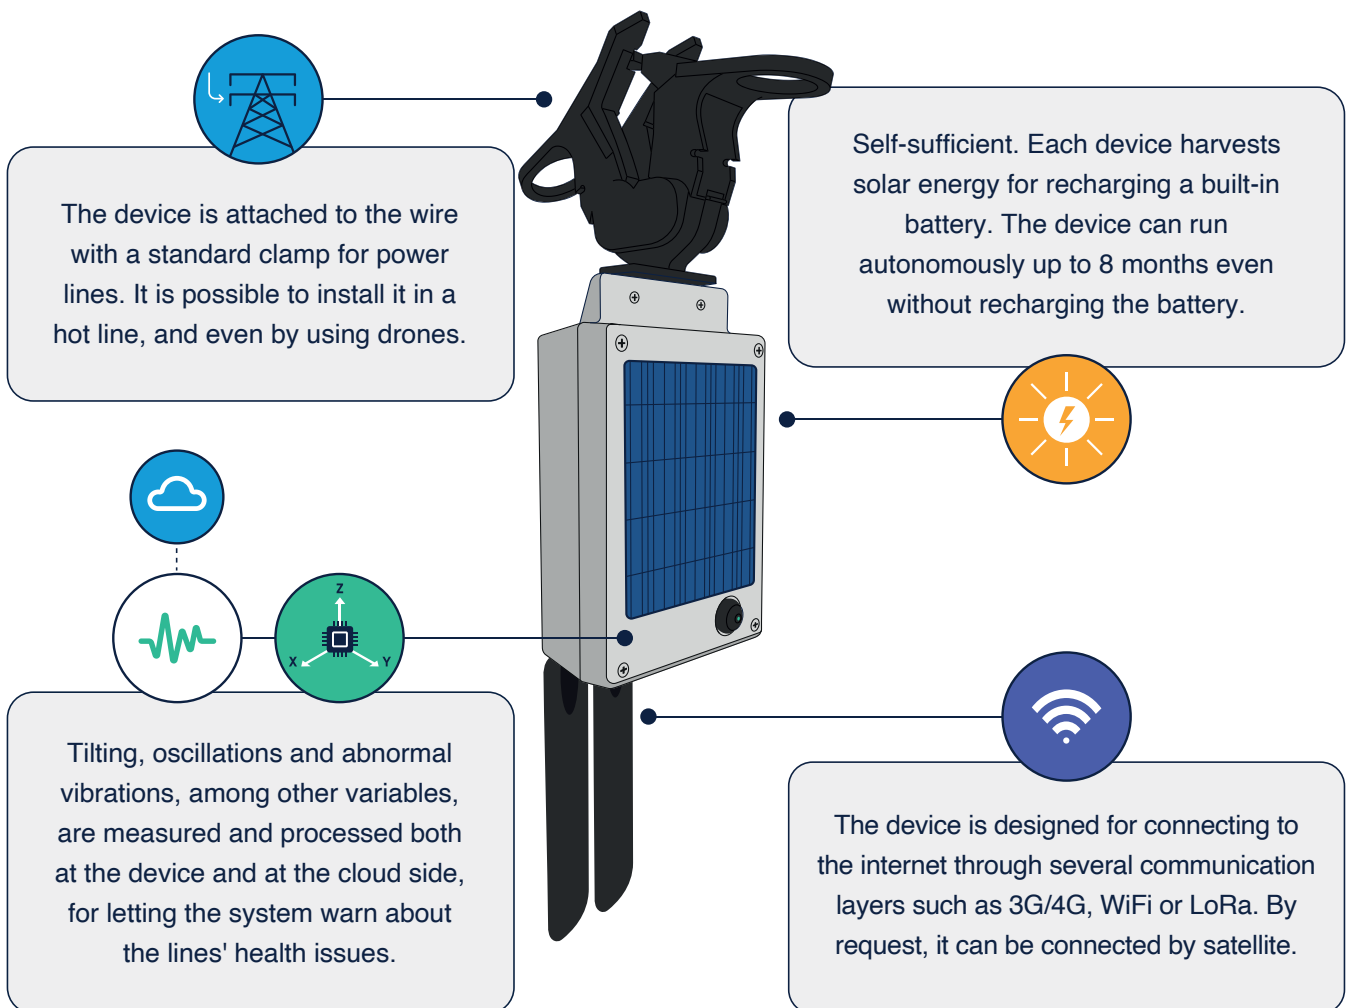 The device is attached to the wire
with a standard clamp for power
lines. It is possible to install it in a
hot line, and even by using drones.
Self-sufficient. Each device harvests
solar energy for recharging a built-in
battery. The device can run
autonomously up to 8 months even
without recharging the battery.
Z
X
Y
Tilting, oscillations and abnormal
vibrations, among other variables,
are measured and processed both
at the device and at the cloud side,
for letting the system warn about
the lines' health issues.
The device is designed for connecting to
the internet through several communication
layers such as 3G/4G, WiFi or LoRa. By
request, it can be connected by satellite.